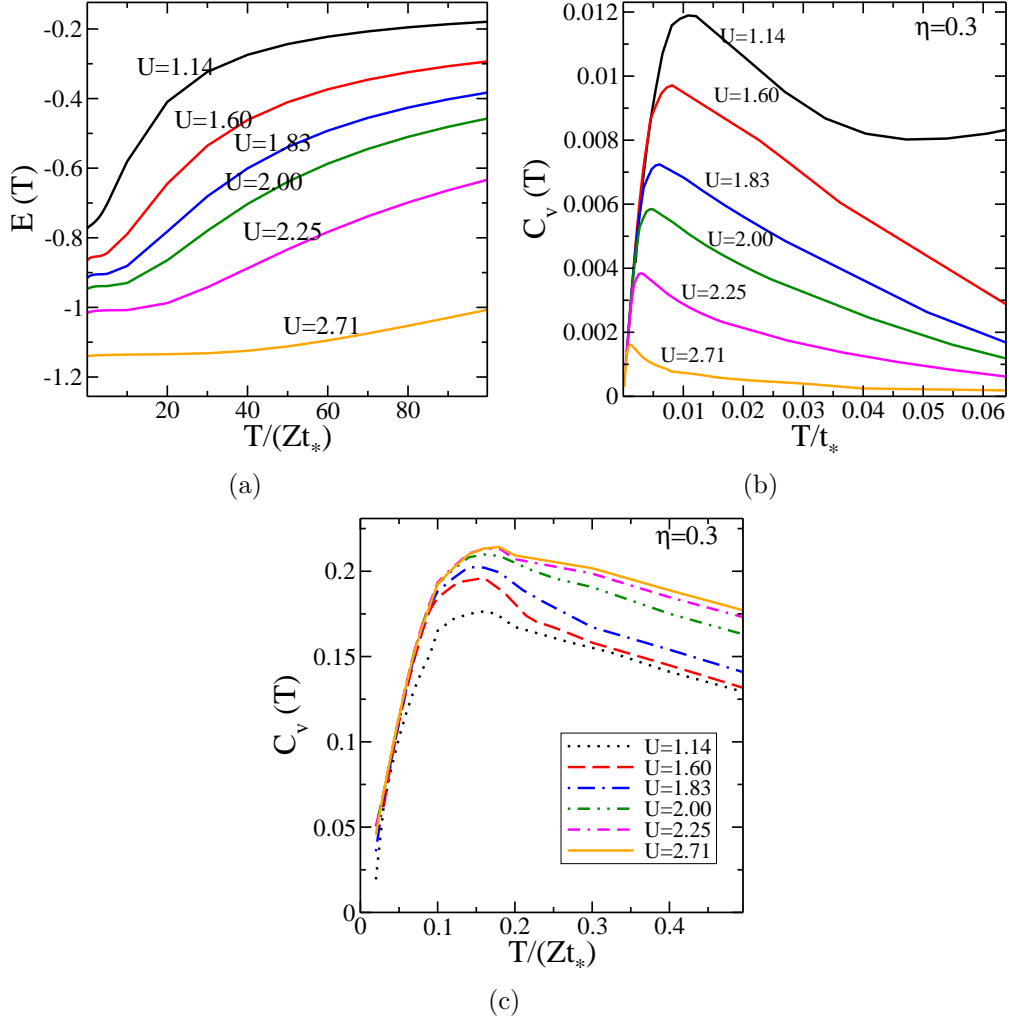 -0.2
-0.4
-0.6
-0.8
-1
-1.2
E (T)
U=1.14
U=1.60
U=1.83
U=2.00
U=2.25
U=2.71
20
40
60
80
T/(Zt*)
(a)
0.012
0.01
0.008
0.006
0.004
0.002
0
Cv (T)
η=0.3
U=1.14
U=1.60
U=1.83
U=2.00
U=2.25
U=2.71
0.01
0.02
0.03
0.04
0.05
0.06
T/t*
(b)
0.2
0.15
0.1
0.05
0
Cv (T)
η=0.3
U=1.14
U=1.60
U=1.83
U=2.00
U=2.25
U=2.71
0
0.1
0.2
0.3
0.4
T/(Zt*)
(c)